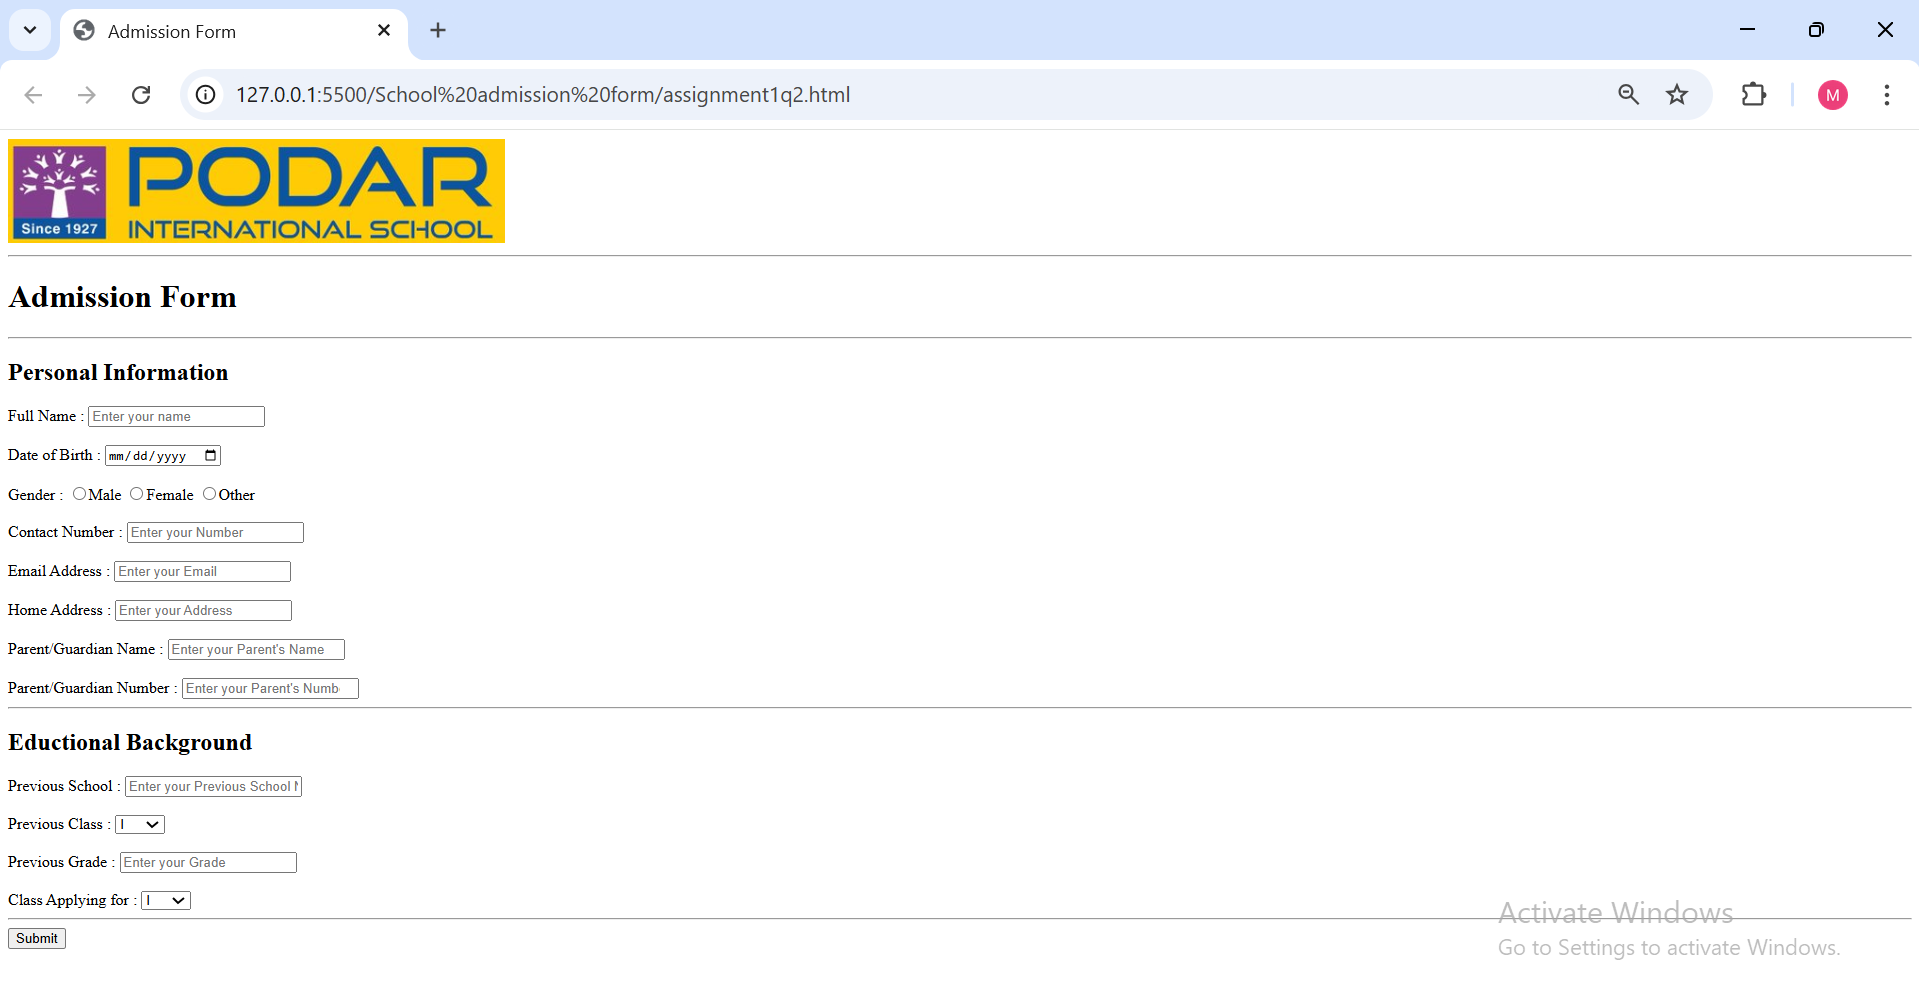 Admission Form
127.0.0.1:5500/School%20admission%20form/assignment1q2.html
M
PODAR
INTERNATIONAL SCHOOL
Since 1927
Admission Form
Personal Information
Full Name : Enter your name
Date of Birth : mm/dd/yyyy
Gender : Male Female Other
Contact Number : Enter your Number
Email Address : Enter your Email
Home Address : Enter your Address
Parent/Guardian Name : Enter your Parent's Name
Parent/Guardian Number : Enter your Parent's Numb
Eductional Background
Previous School : Enter your Previous School
Previous Class : I
Previous Grade : Enter your Grade
Class Applying for : I
Submit
Activate Windows
Go to Settings to activate Windows.